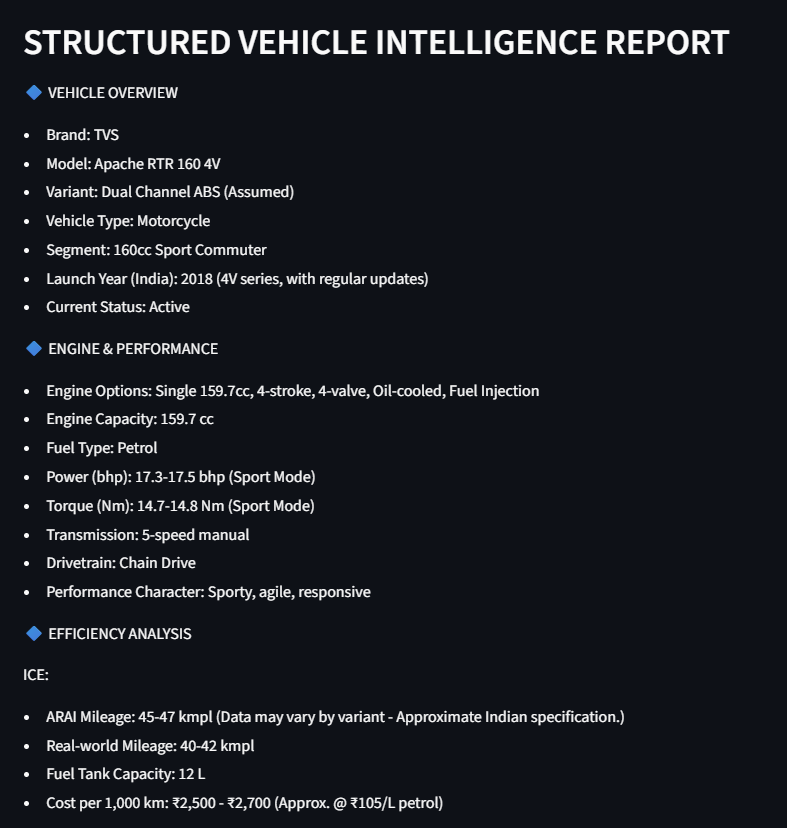 STRUCTURED VEHICLE INTELLIGENCE REPORT
VEHICLE OVERVIEW
• Brand: TVS
• Model: Apache RTR 160 4V
• Variant: Dual Channel ABS (Assumed)
• Vehicle Type: Motorcycle
• Segment: 160cc Sport Commuter
• Launch Year (India): 2018 (4V series, with regular updates)
• Current Status: Active
ENGINE & PERFORMANCE
• Engine Options: Single 159.7cc, 4-stroke, 4-valve, Oil-cooled, Fuel Injection
• Engine Capacity: 159.7 cc
• Fuel Type: Petrol
• Power (bhp): 17.3-17.5 bhp (Sport Mode)
• Torque (Nm): 14.7-14.8 Nm (Sport Mode)
• Transmission: 5-speed manual
• Drivetrain: Chain Drive
• Performance Character: Sporty, agile, responsive
EFFICIENCY ANALYSIS
ICE:
• ARAI Mileage: 45-47 kmpl (Data may vary by variant - Approximate Indian specification.)
• Real-world Mileage: 40-42 kmpl
• Fuel Tank Capacity: 12 L
• Cost per 1,000 km: ₹2,500 - ₹2,700 (Approx. @ ₹105/L petrol)